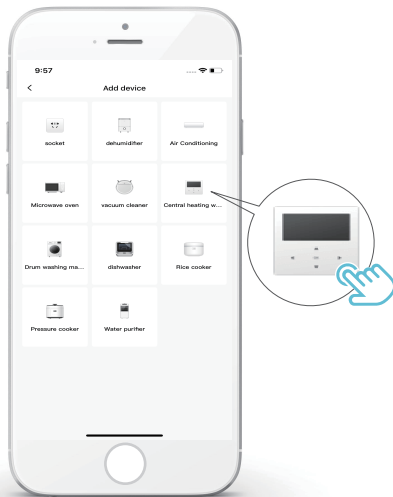 9:57
Add device
socket
dehumidifier
Air Conditioning
Microwave oven
vacuum cleaner
Central heating w...
Drum washing ma...
dishwasher
Rice cooker
Pressure cooker
Water purifier